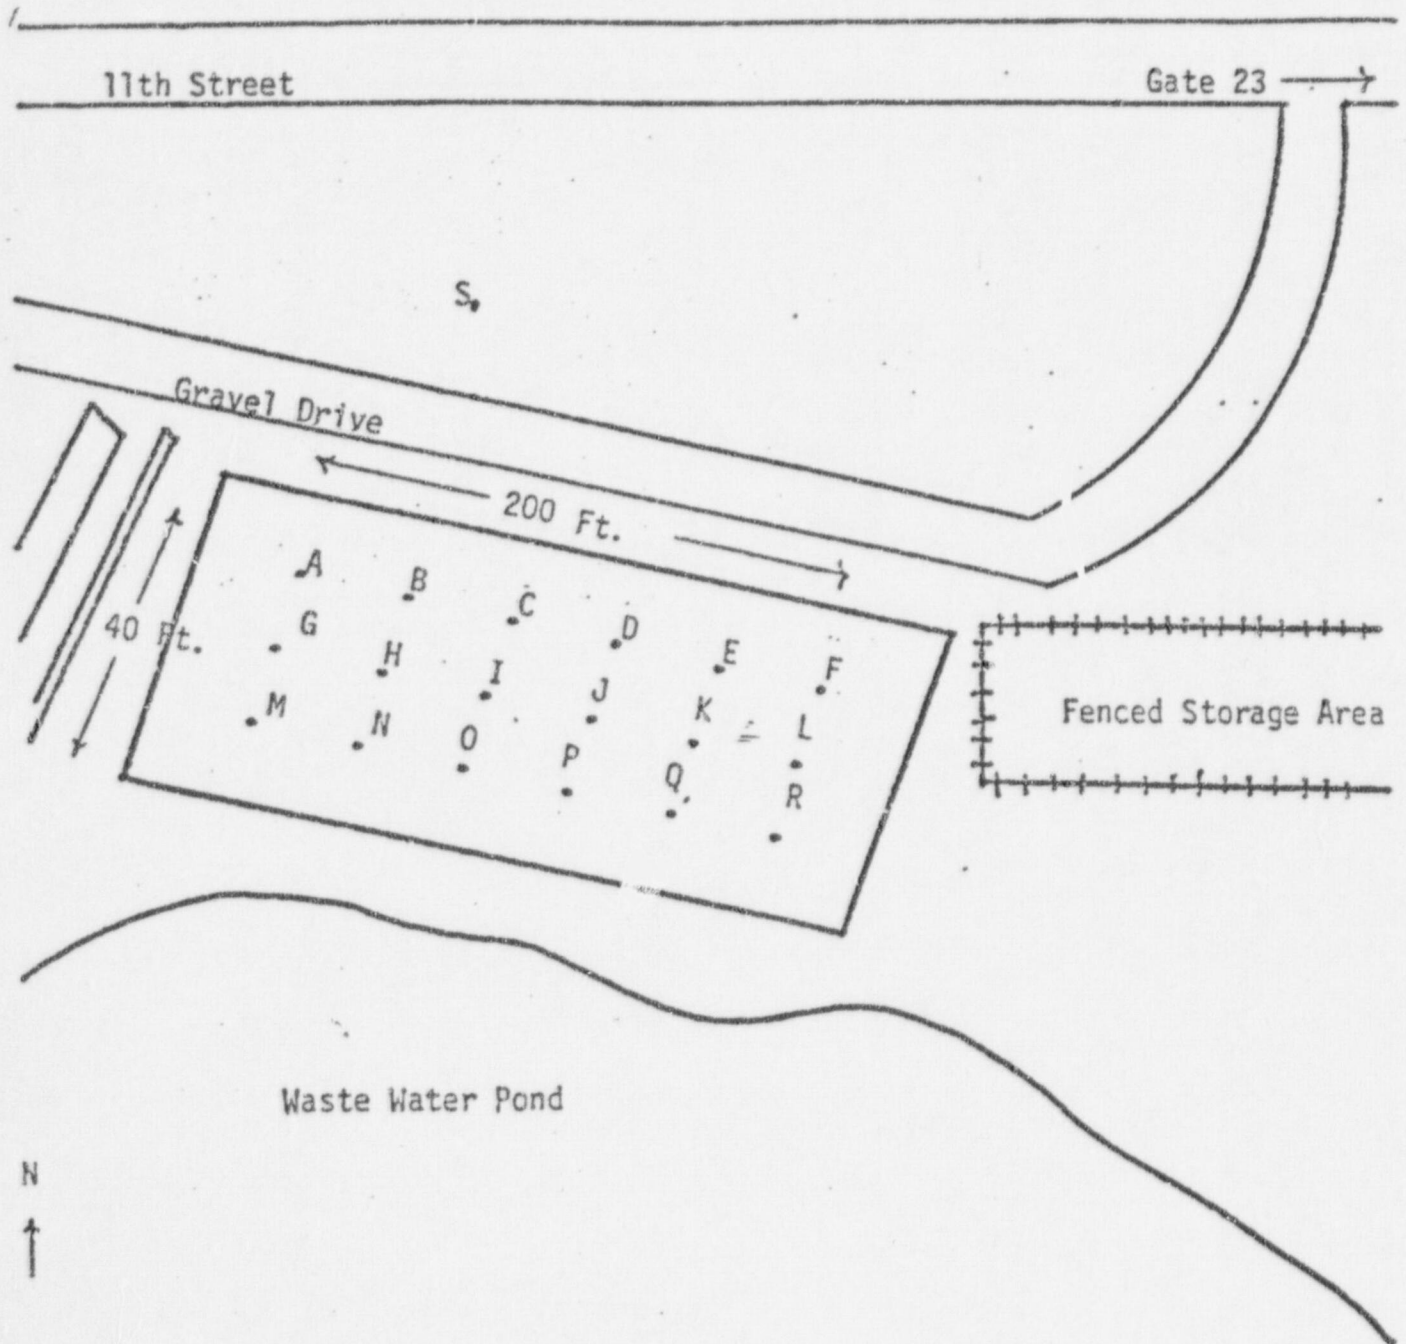 11th Street
Gate 23
S
Gravel Drive
200 Ft.
A
B
C
D
E
F
40 Ft.
G
H
I
J
K
L
M
N
O
P
Q
R
Fenced Storage Area
Waste Water Pond
N